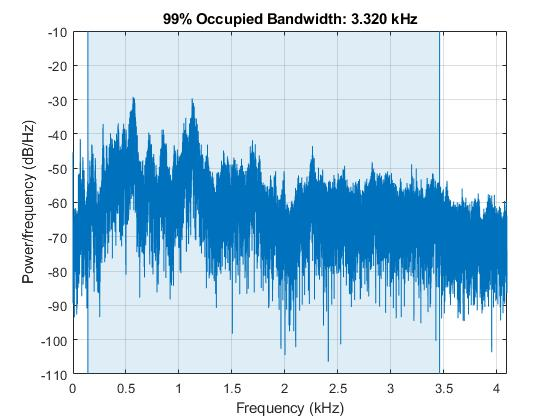 99% Occupied Bandwidth: 3.320 kHz
-10
-20
-30
-40
-50
-60
-70
-80
-90
-100
-110
Power/frequency (dB/Hz)
0 0.5 1 1.5 2 2.5 3 3.5 4
Frequency (kHz)